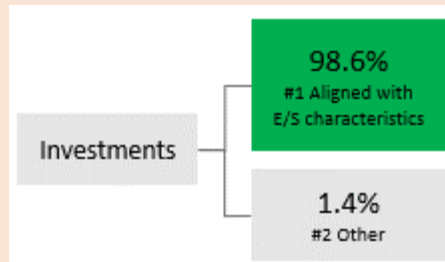 98.6%
#1 Aligned with
E/S characteristics
Investments
1.4%
#2 Other